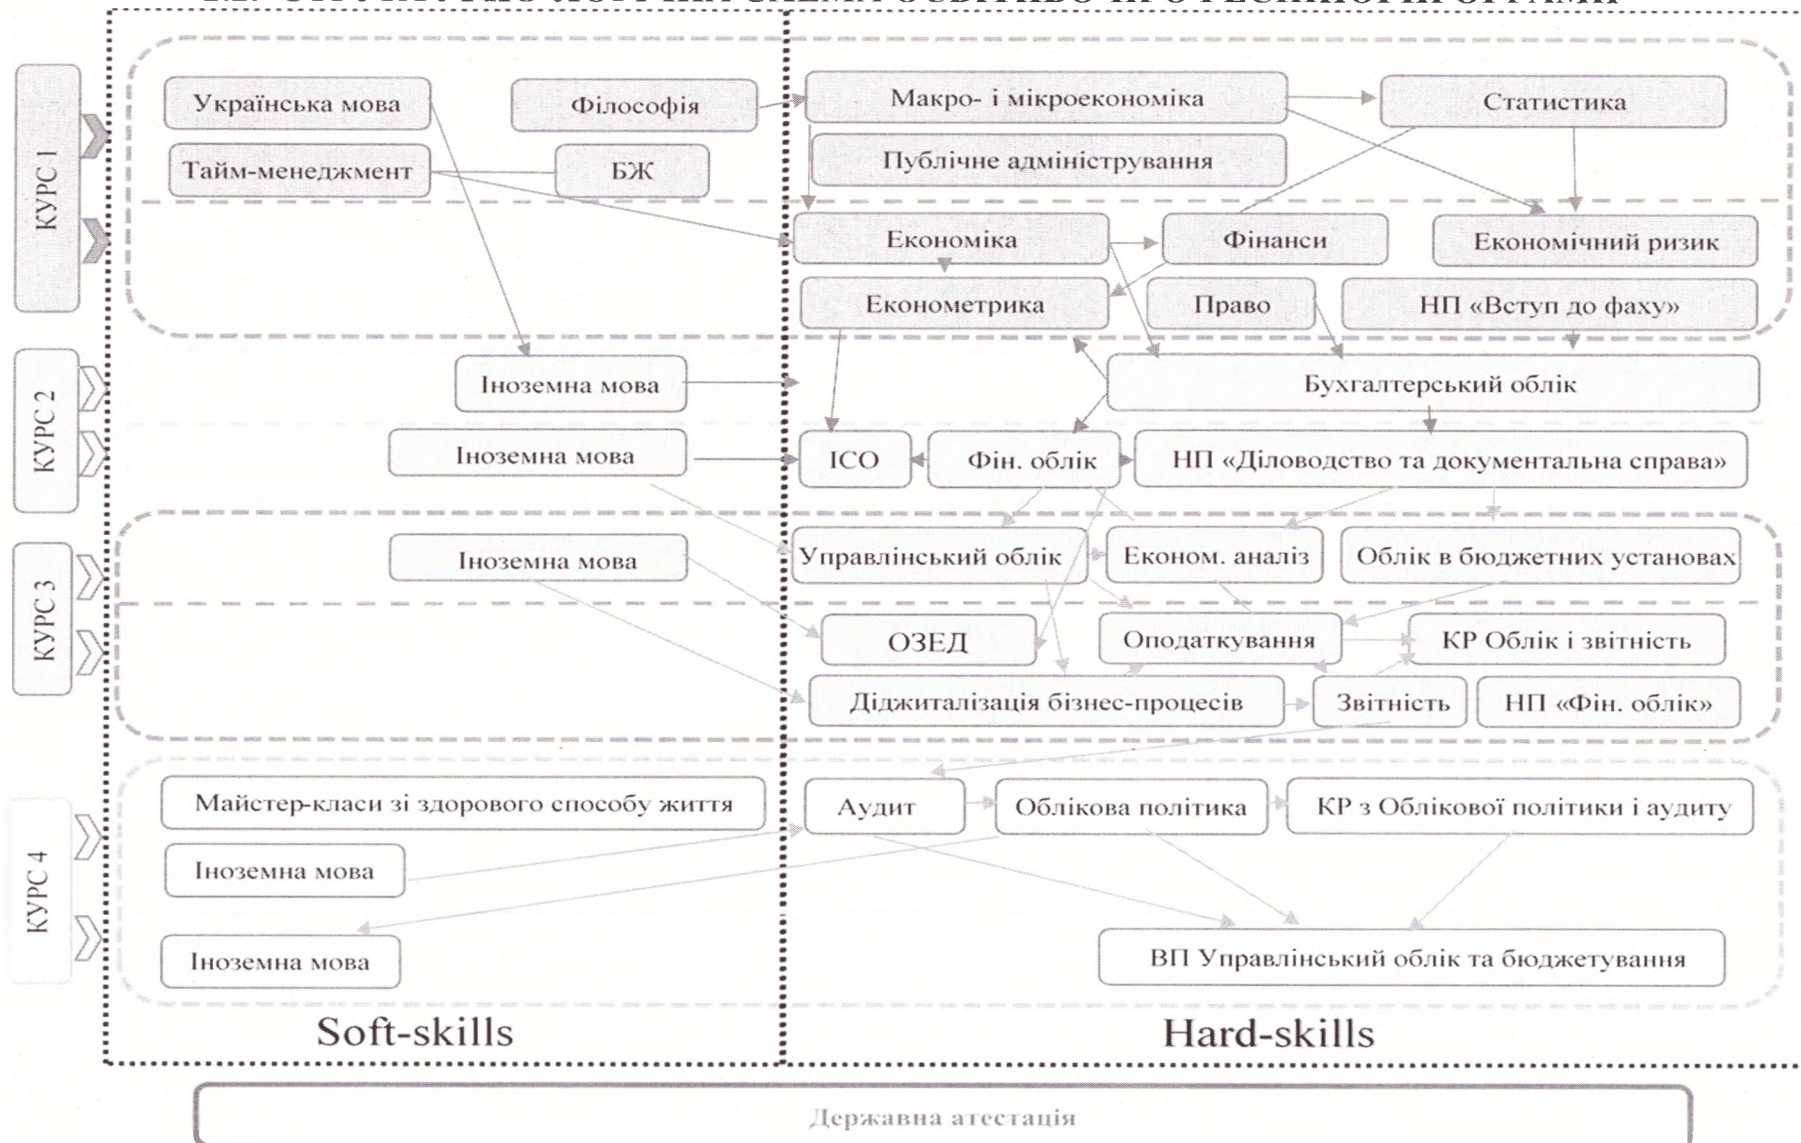 КУРС 1
Українська мова
Філософія
Макро- і мікроекономіка
Статистика
Тайм-менеджмент
БЖ
Публічне адміністрування
Економіка
Фінанси
Економічний ризик
Економетрика
Право
НП «Вступ до фаху»
КУРС 2
Іноземна мова
Бухгалтерський облік
Іноземна мова
ІСО
Фін. облік
НП «Діловодство та документальна справа»
КУРС 3
Іноземна мова
Управлінський облік
Економ. аналіз
Облік в бюджетних установах
ОЗЕД
Оподаткування
КР Облік і звітність
Діджиталізація бізнес-процесів
Звітність
НП «Фін. облік»
КУРС 4
Майстер-класи зі здорового способу життя
Аудит
Облікова політика
КР з Облікової політики і аудиту
Іноземна мова
Іноземна мова
ВП Управлінський облік та бюджетування
Soft-skills
Hard-skills
Державна атестація